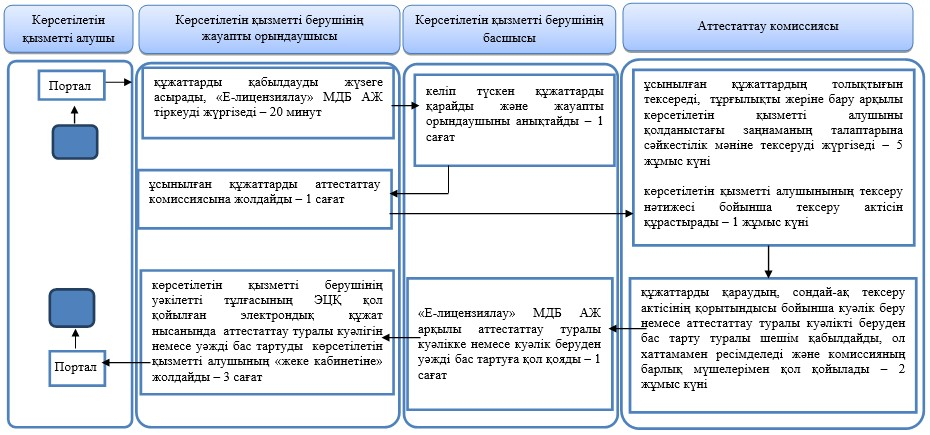 Көрсетілетін
қызметті алушы
Көрсетілетін қызметті берушінің
жауапты орындаушысы
Көрсетілетін қызметті берушінің
басшысы
Аттестаттау комиссиясы
Портал
құжаттарды қабылдауды жүзеге
асырады, «Е-лицензиялау» МДБ АЖ
тіркеуді жүргізеді – 20 минут
келіп түскен құжаттарды
қарайды және жауапты
орындаушыны анықтайды – 1
сағат
ұсынылған құжаттардың толықтығын
тексереді, тұрғылықты жеріне бару арқылы
көрсетілетін қызметті алушыны
қолданыстағы заңнаманың талаптарына
сәйкестілік мәніне тексеруді жүргізеді – 5
жұмыс күні
көрсетілетін қызметті алушынының тексеру
нәтижесі бойынша тексеру актісін
құрастырады – 1 жұмыс күні
ұсынылған құжаттарды аттестаттау
комиссиясына жолдайды – 1 сағат
көрсетілетін қызметті берушінің
уәкілетті тұлғасының ЭЦҚ қол
қойылған электрондық құжат
нысанында аттестаттау туралы куәлігін
немесе уәжді бас тартуды көрсетілетін
қызметті алушының «жеке кабинетіне»
жолдайды – 3 сағат
«Е-лицензиялау» МДБ АЖ
арқылы аттестаттау туралы
куәлікке немесе куәлік беруден
уәжді бас тартуға қол қояды – 1
сағат
құжаттарды қараудың, сондай-ақ тексеру
актісінің қорытындысы бойынша куәлік беру
немесе аттестаттау туралы куәлікті беруден
бас тарту туралы шешім қабылдайды, ол
хаттамамен ресімделеді және комиссияның
барлық мүшелерімен қол қойылады – 2
жұмыс күні
Портал